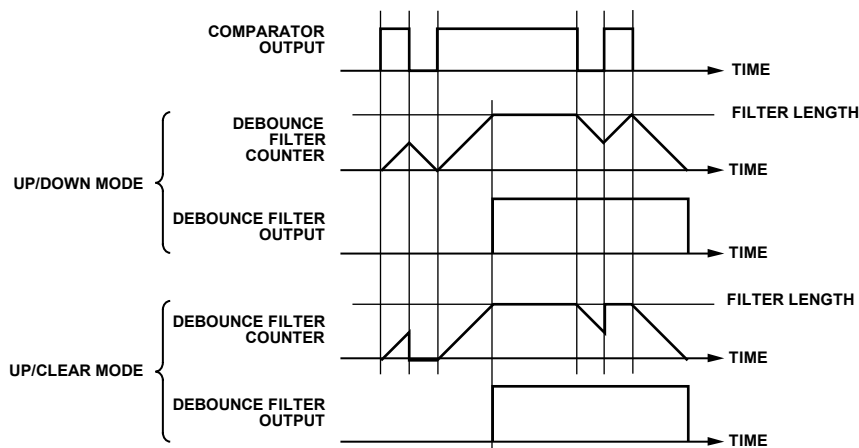 COMPARATOR
OUTPUT
TIME
FILTER LENGTH
DEBOUNCE
FILTER
COUNTER
TIME
UP/DOWN MODE
DEBOUNCE FILTER
OUTPUT
TIME
FILTER LENGTH
DEBOUNCE FILTER
COUNTER
TIME
UP/CLEAR MODE
DEBOUNCE FILTER
OUTPUT
TIME